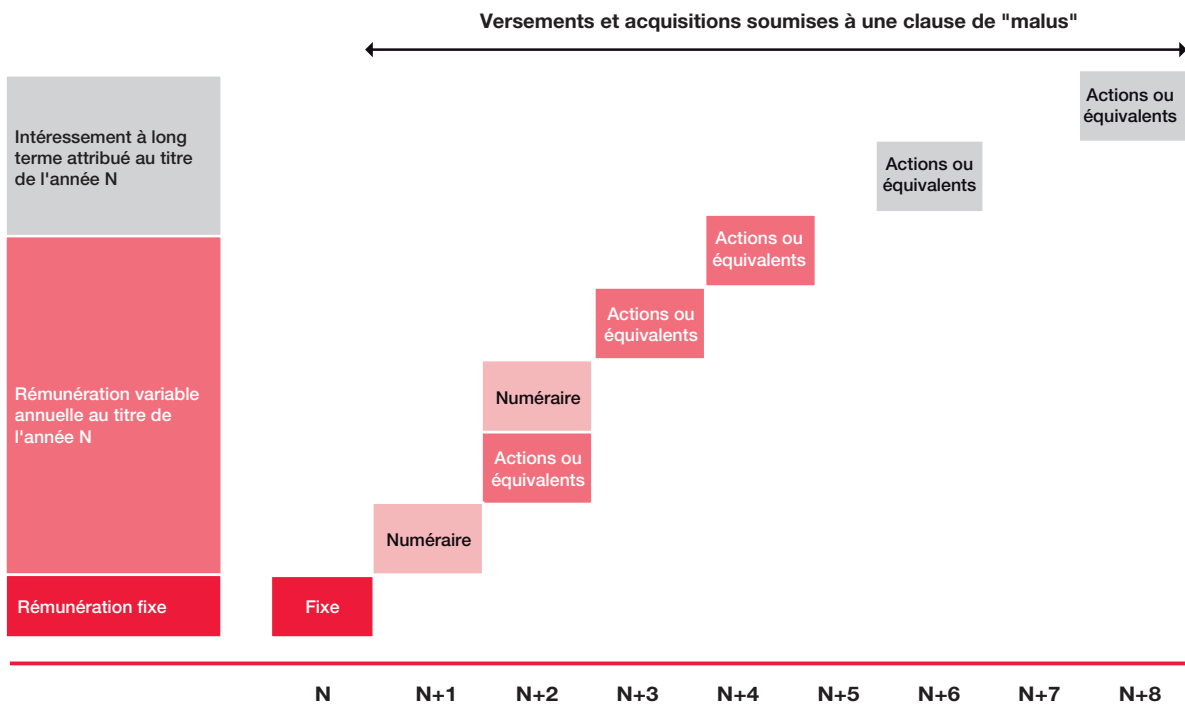 Versements et acquisitions soumises à une clause de "malus"
Intéressement à long
terme attribué au titre
de l'année N
Actions ou
équivalents
Actions ou
équivalents
Rémunération variable
annuelle au titre de
l'année N
Actions ou
équivalents
Actions ou
équivalents
Numéraire
Actions ou
équivalents
Numéraire
Rémunération fixe
Fixe
N N+1 N+2 N+3 N+4 N+5 N+6 N+7 N+8